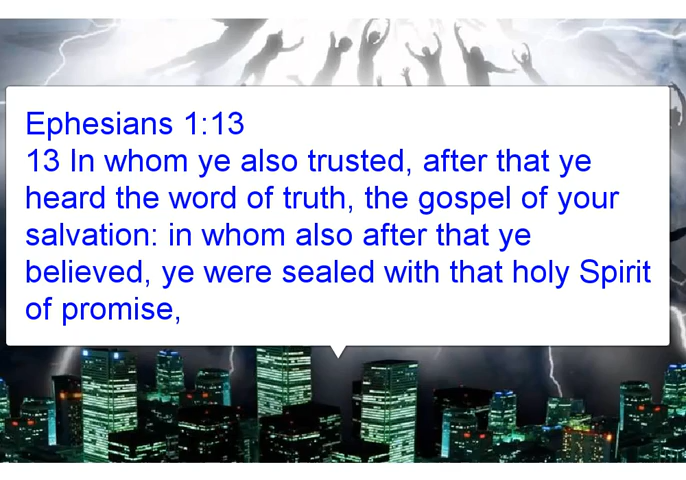 Ephesians 1:13
13 In whom ye also trusted, after that ye
heard the word of truth, the gospel of your
salvation: in whom also after that ye
believed, ye were sealed with that holy Spirit
of promise,